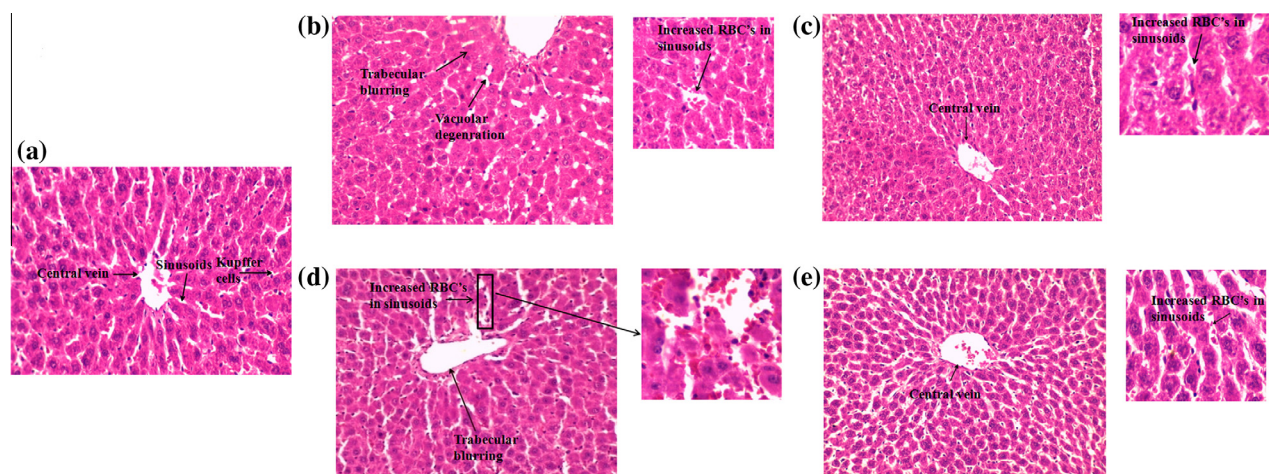 (a)
Central vein
Sinusoids
Kupffer
cells
(b)
Trabecular
blurring
Vacuolar
degenration
Increased RBC's in
sinusoids
(c)
Central vein
Increased RBC's in
sinusoids
(d)
Increased RBC's
in sinusoids
Trabecular
blurring
(e)
Central vein
Increased RBC's in
sinusoids